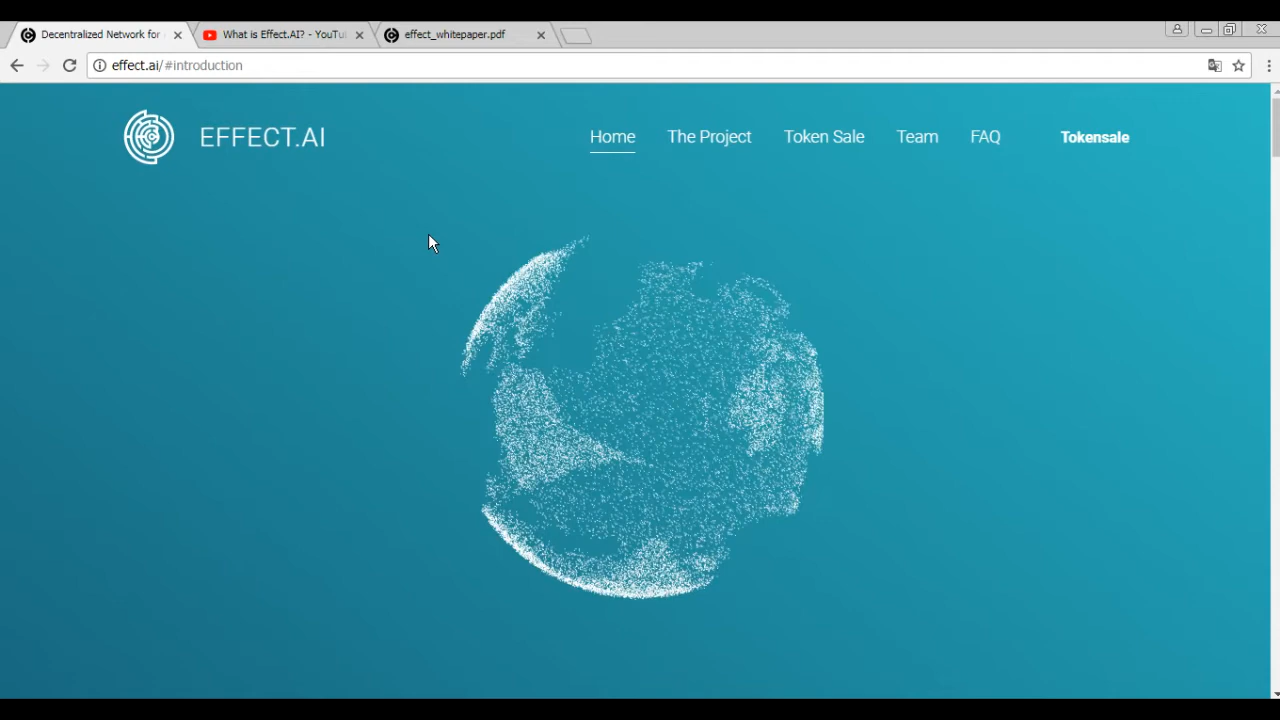 Decentralized Network for
What is Effect.AI? - YouTu
effect_whitepaper.pdf
effect.ai/#introduction
EFFECT.AI
Home The Project Token Sale Team FAQ Tokensale